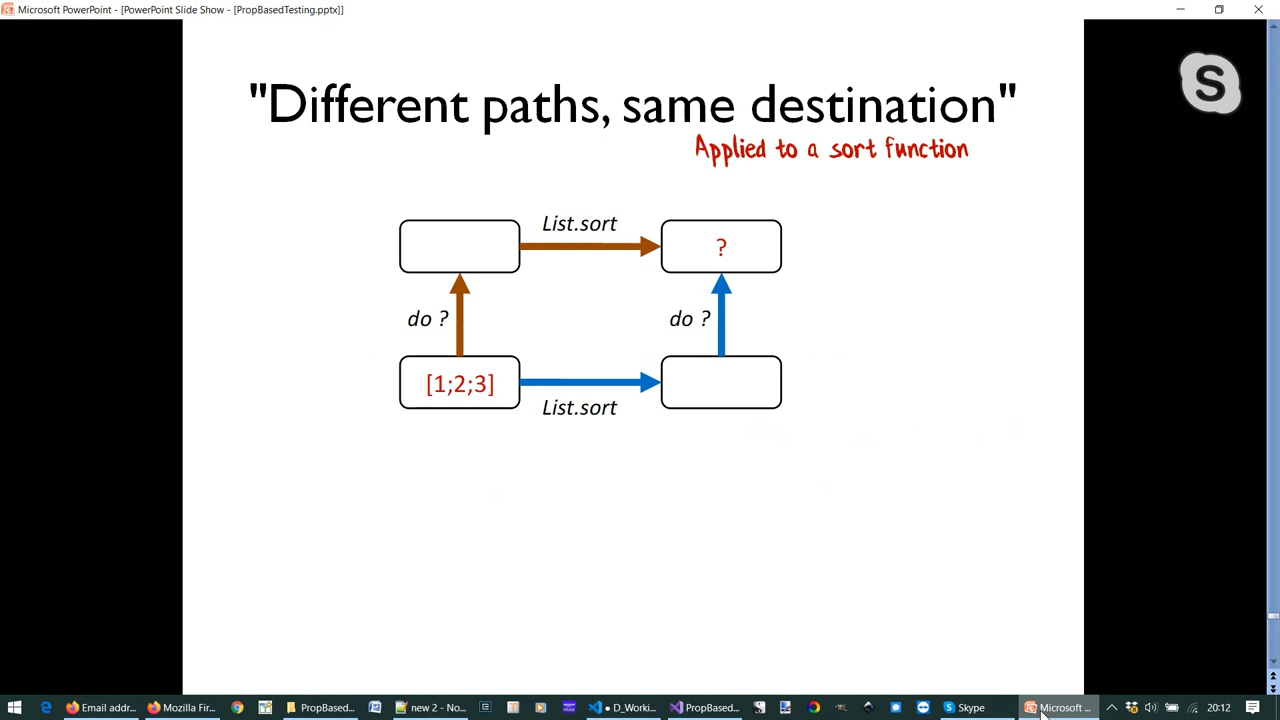 Microsoft PowerPoint - [PowerPoint Slide Show - [PropBasedTesting.pptx]]
S
"Different paths, same destination"
Applied to a sort function
List.sort
?
do ?
do ?
[1;2;3]
List.sort
Email addr...
Mozilla Fir...
PropBased...
new 2 - No...
D_Worki...
PropBased...
Skype
Microsoft ...
20:12